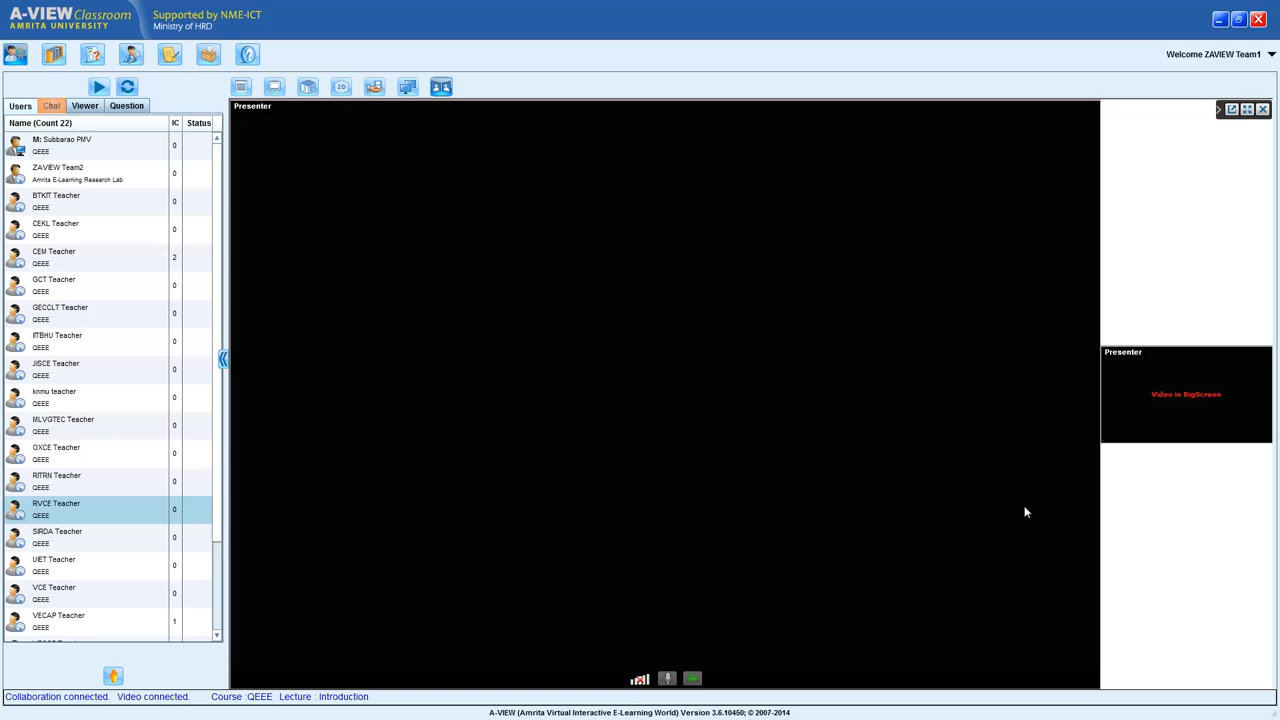 A-VIEW Classroom
AMRITA UNIVERSITY
Supported by NME-ICT
Ministry of HRD
Welcome ZAVIEW Team1
Users Chat Viewer Question
Name (Count 22) IC Status
M: Subbarao PMV
QEEE
0
ZAVIEW Team2
Amrita E-Learning Research Lab
0
BTKIT Teacher
QEEE
0
CEKL Teacher
QEEE
0
CEM Teacher
QEEE
2
GCT Teacher
QEEE
0
GECCLT Teacher
QEEE
0
IITBHU Teacher
QEEE
0
JISCE Teacher
QEEE
0
knmu teacher
QEEE
0
MLVGTEC Teacher
QEEE
0
OXCE Teacher
QEEE
0
RITRN Teacher
QEEE
0
RVCE Teacher
QEEE
0
SIRDA Teacher
QEEE
0
UIET Teacher
QEEE
0
VCE Teacher
QEEE
0
VECAP Teacher
QEEE
1
2D
Presenter
Presenter
Video in BigScreen
Collaboration connected. Video connected. Course :QEEE Lecture : Introduction
A-VIEW (Amrita Virtual Interactive E-Learning World) Version 3.6.10450; © 2007-2014